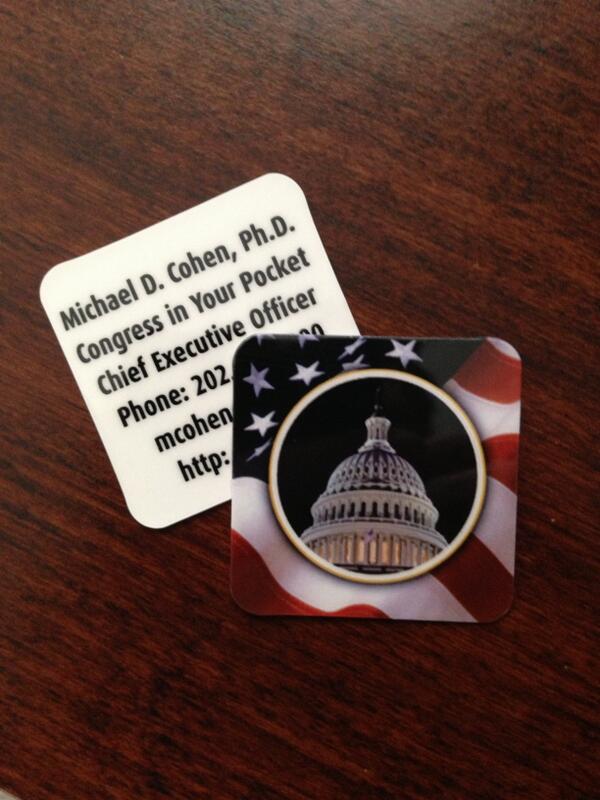 Michael D. Cohen, Ph.D.
Congress in Your Pocket
Chief Executive Officer
Phone: 202
mcohen
http: